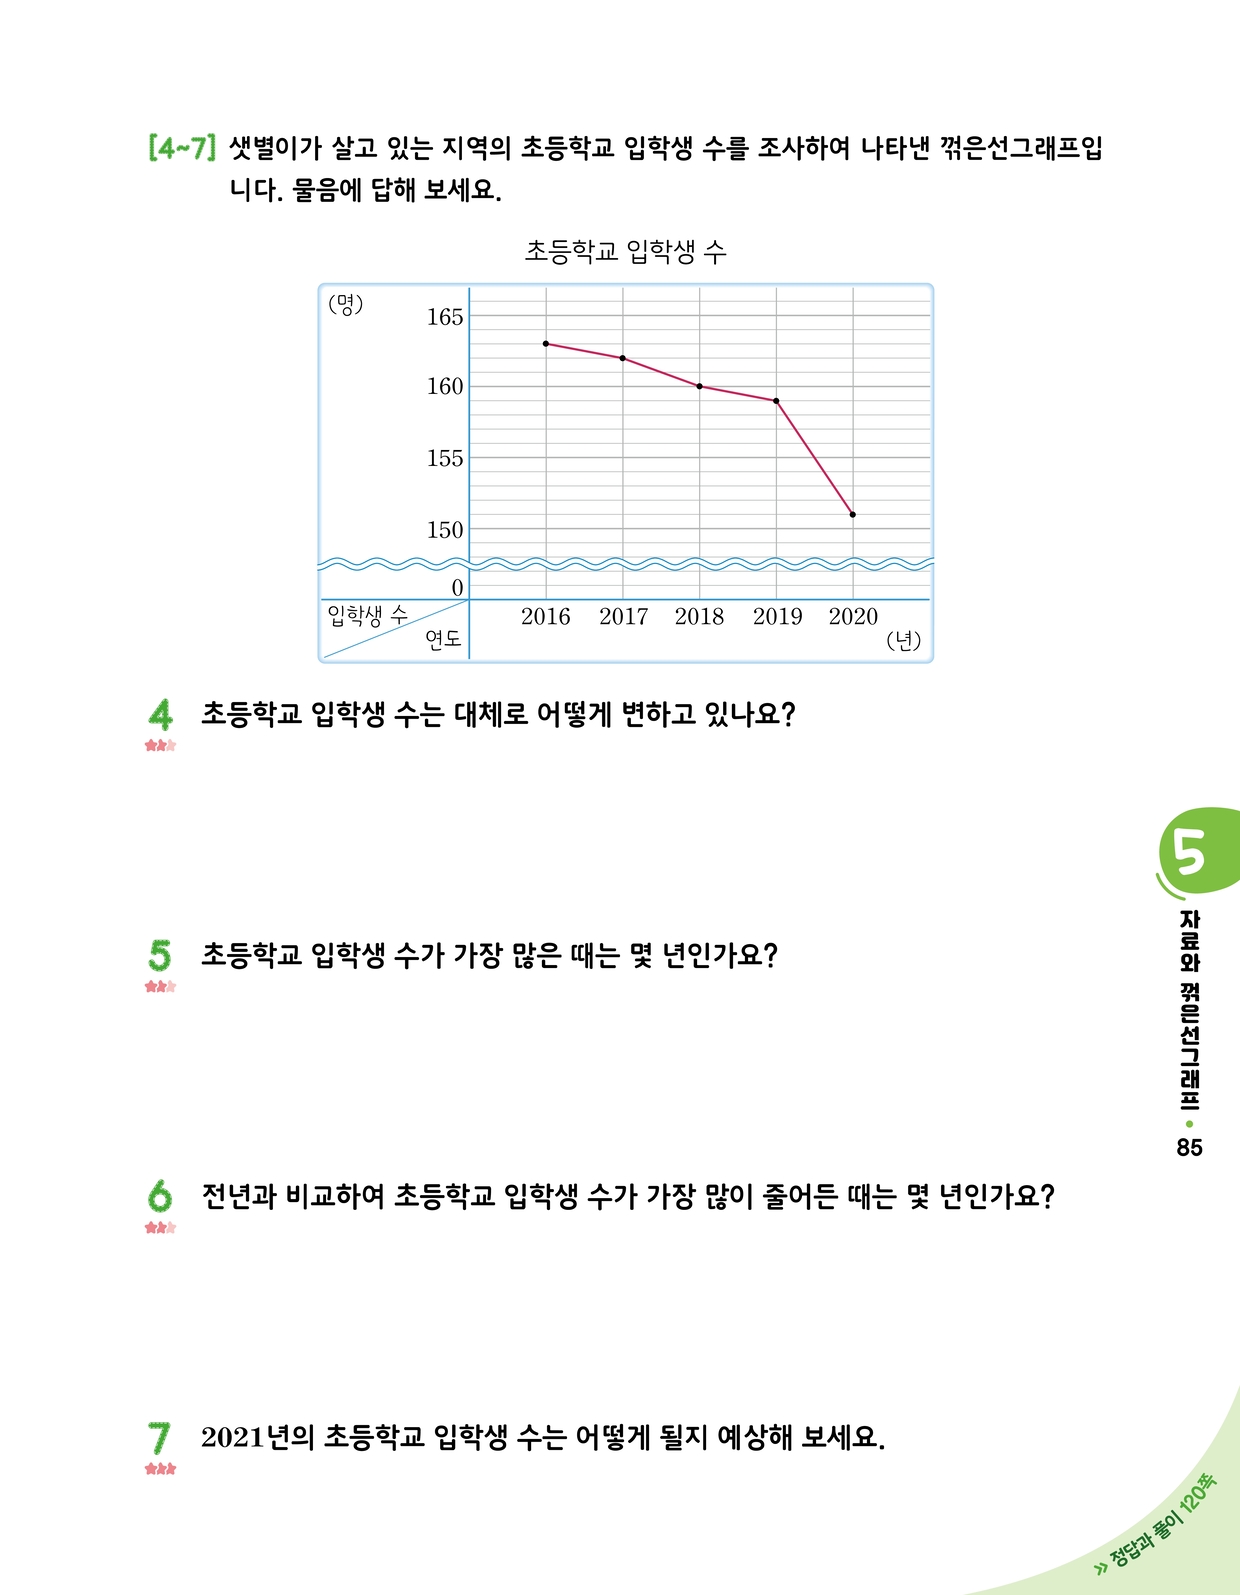 [4~7] 샛별이가 살고 있는 지역의 초등학교 입학생 수를 조사하여 나타낸 꺾은선그래프입
니다. 물음에 답해 보세요.
초등학교 입학생 수
(명)
165
160
155
150
0
입학생 수
연도
2016 2017 2018 2019 2020
(년)
4 초등학교 입학생 수는 대체로 어떻게 변하고 있나요?
5 초등학교 입학생 수가 가장 많은 때는 몇 년인가요?
6 전년과 비교하여 초등학교 입학생 수가 가장 많이 줄어든 때는 몇 년인가요?
7 2021년의 초등학교 입학생 수는 어떻게 될지 예상해 보세요.
5
자료와 꺾은선그래프 •
85
» 정답과 풀이 120쪽